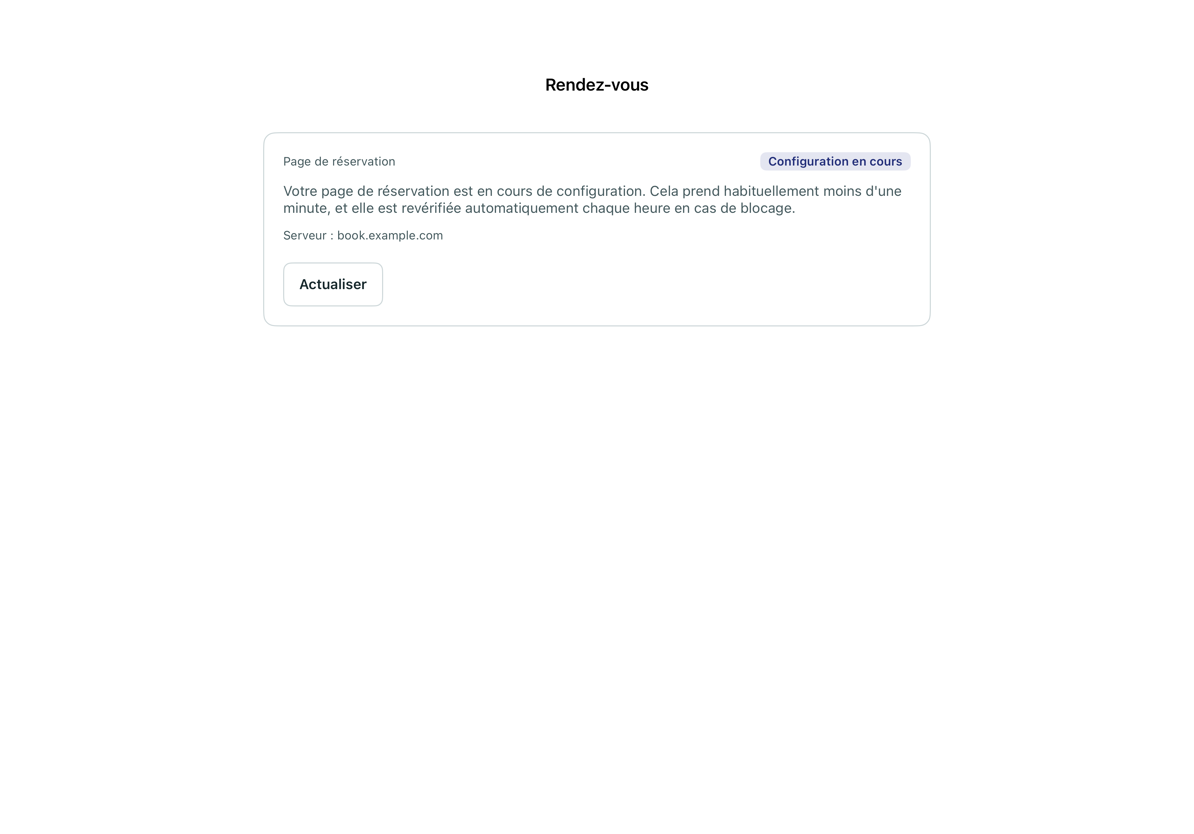 Rendez-vous
Page de réservation
Configuration en cours
Votre page de réservation est en cours de configuration. Cela prend habituellement moins d'une
minute, et elle est revérifiée automatiquement chaque heure en cas de blocage.
Serveur : book.example.com
Actualiser